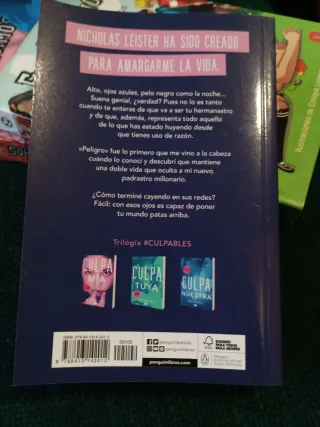 NICHOLAS LEISTER HA SIDO CREADO
PARA AMARGARME LA VIDA.
Alto, ojos azules, pelo negro como la noche...
Suena genial, ¿verdad? Pues no lo es tanto
cuando te enteras de que va a ser tu hermanastro
y de que, además, representa todo aquello
de lo que has estado huyendo desde
que tienes uso de razón.
«Peligro» fue lo primero que me vino a la cabeza
cuando lo conocí y descubrí que mantiene
una doble vida que oculta a mi nuevo
padrastro millonario.
¿Cómo terminé cayendo en sus redes?
Fácil: con esos ojos es capaz de poner
tu mundo patas arriba.
Trilogía #CULPABLES
CULPA
MÍA
CULPA
TUYA
CULPA
NUESTRA
penguinlibros.com